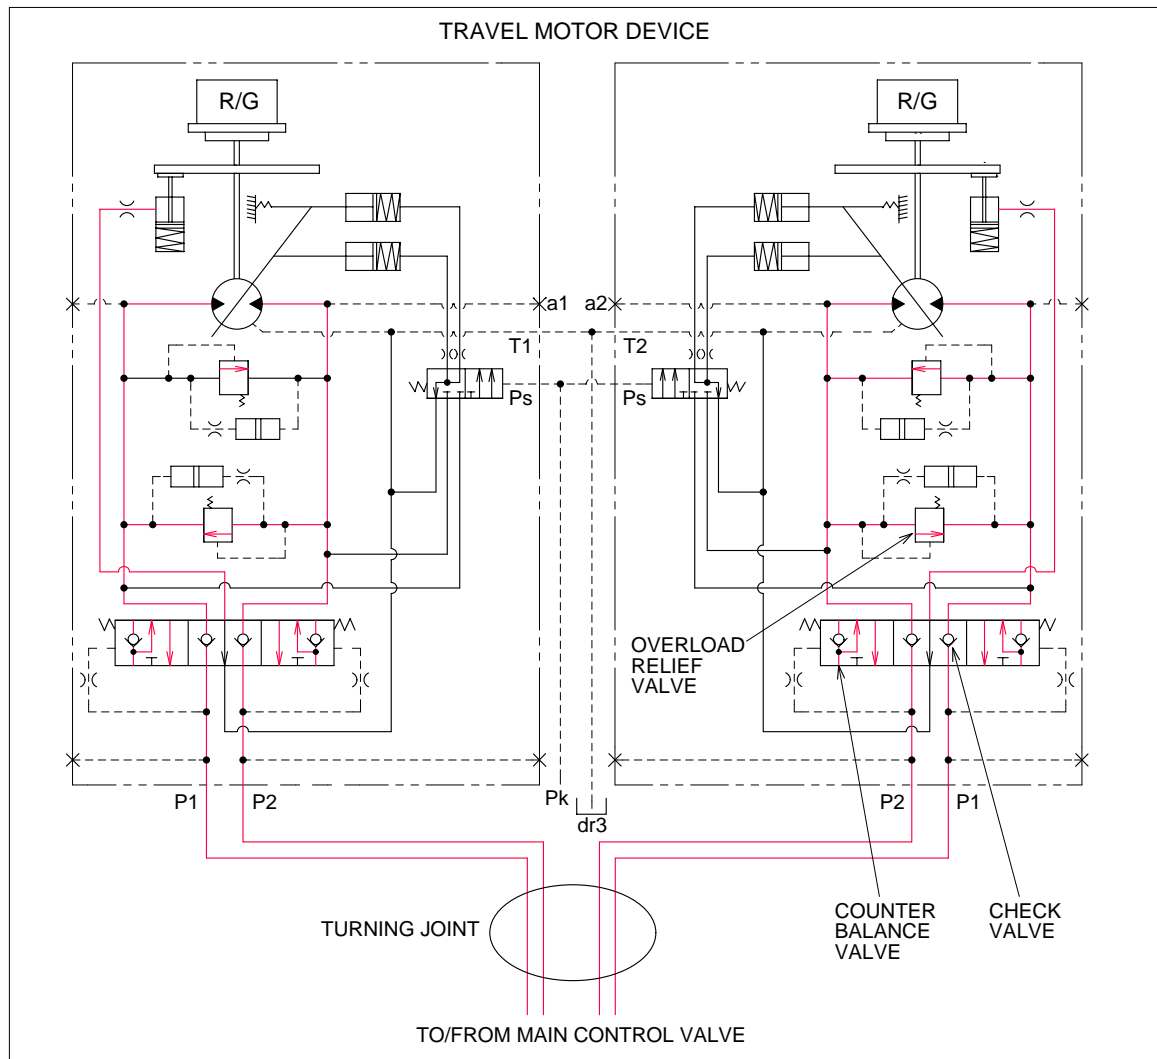 TRAVEL MOTOR DEVICE
R/G
R/G
a1
a2
T1
T2
Ps
Ps
OVERLOAD
RELIEF
VALVE
P1
P2
Pk
dr3
P2
P1
TURNING JOINT
COUNTER
BALANCE
VALVE
CHECK
VALVE
TO/FROM MAIN CONTROL VALVE